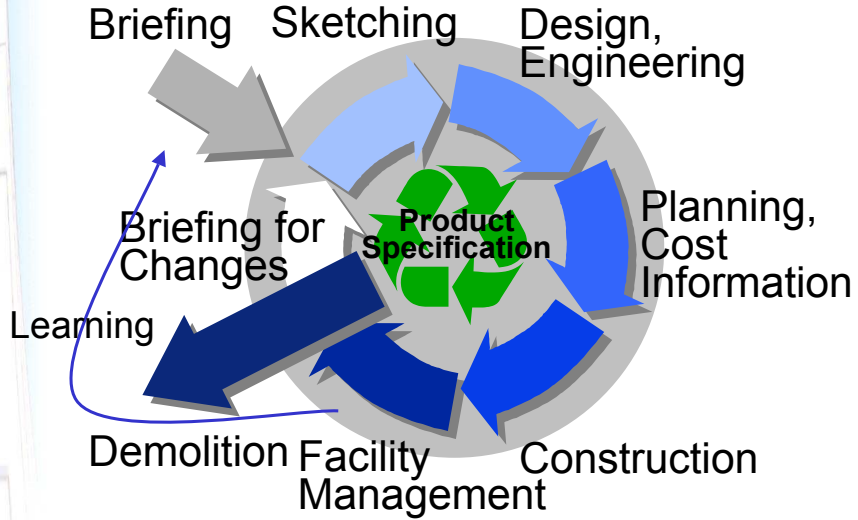 Briefing
Sketching
Design,
Engineering
Planning,
Cost
Information
Construction
Facility
Management
Demolition
Learning
Briefing for
Changes
Product
Specification